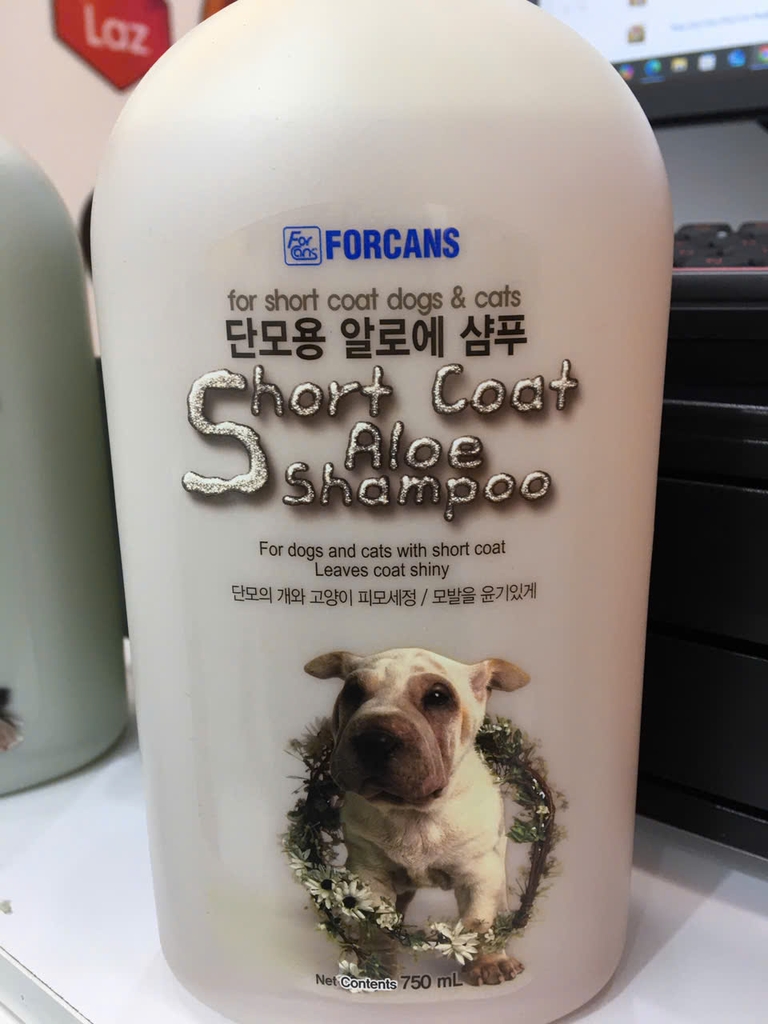 Laz
For Cans FORCANS
for short coat dogs & cats
단모용 알로에 샴푸
Short Coat
Aloe
Shampoo
For dogs and cats with short coat
Leaves coat shiny
단모의 개와 고양이 피모세정 / 모발을 윤기있게
Net Contents 750 mL